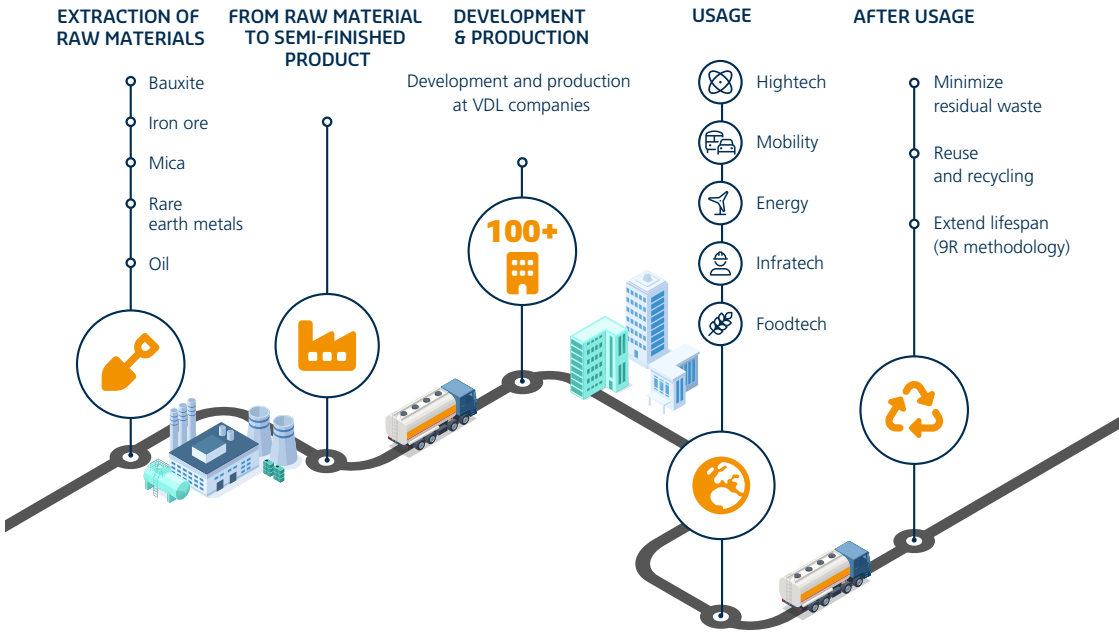 EXTRACTION OF
RAW MATERIALS
Bauxite
Iron ore
Mica
Rare
earth metals
Oil
FROM RAW MATERIAL
TO SEMI-FINISHED
PRODUCT
DEVELOPMENT
& PRODUCTION
Development and production
at VDL companies
100+
USAGE
Hightech
Mobility
Energy
Infratech
Foodtech
AFTER USAGE
Minimize
residual waste
Reuse
and recycling
Extend lifespan
(9R methodology)